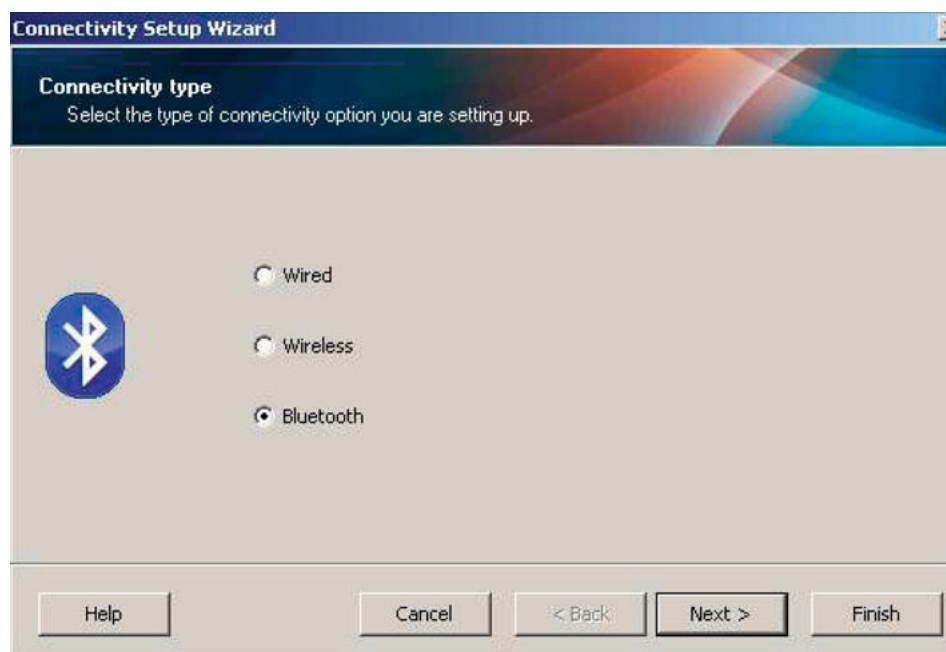 Connectivity Setup Wizard
Connectivity type
Select the type of connectivity option you are setting up.
Wired
Wireless
Bluetooth
Help Cancel < Back Next > Finish